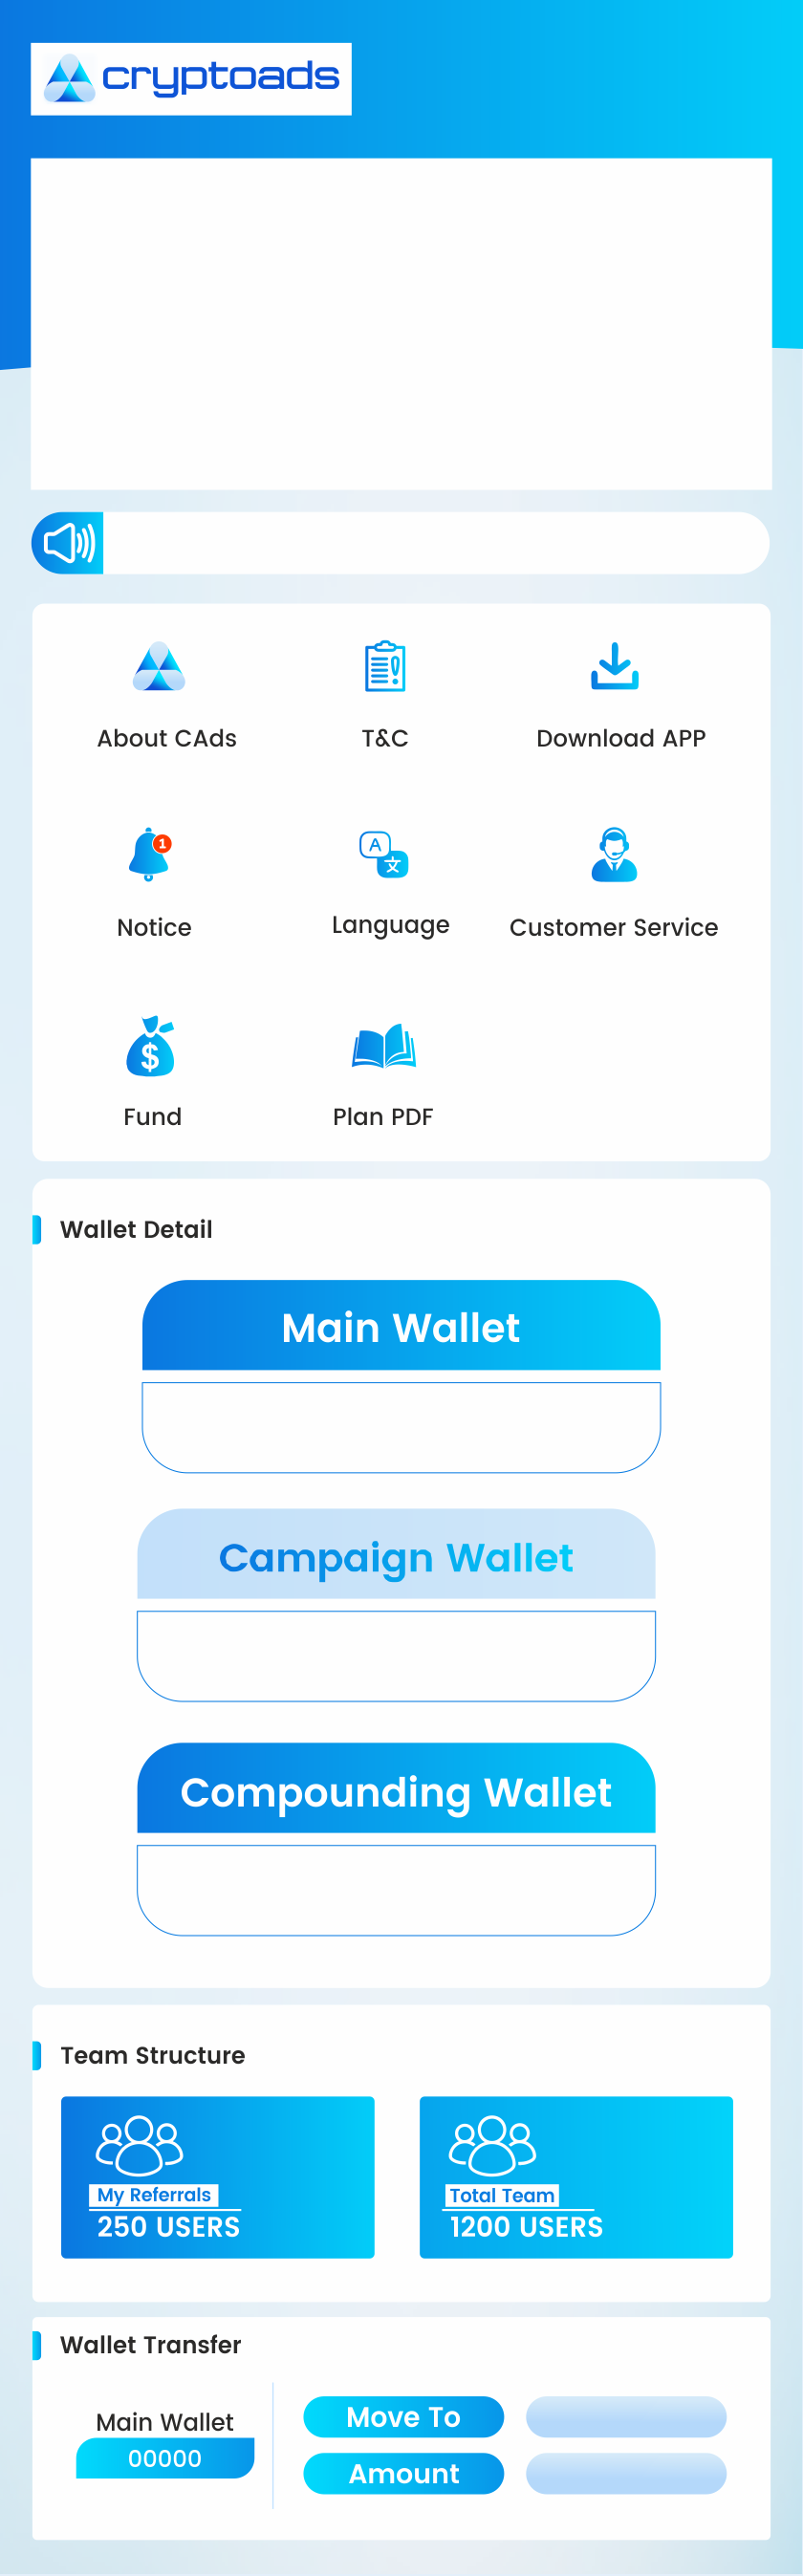 cryptoads
About CAds
T&C
Download APP
1
A
文
Notice
Language
Customer Service
$
Fund
Plan PDF
Wallet Detail
Main Wallet
Campaign Wallet
Compounding Wallet
Team Structure
My Referrals
250 USERS
Total Team
1200 USERS
Wallet Transfer
Main Wallet
00000
Move To
Amount